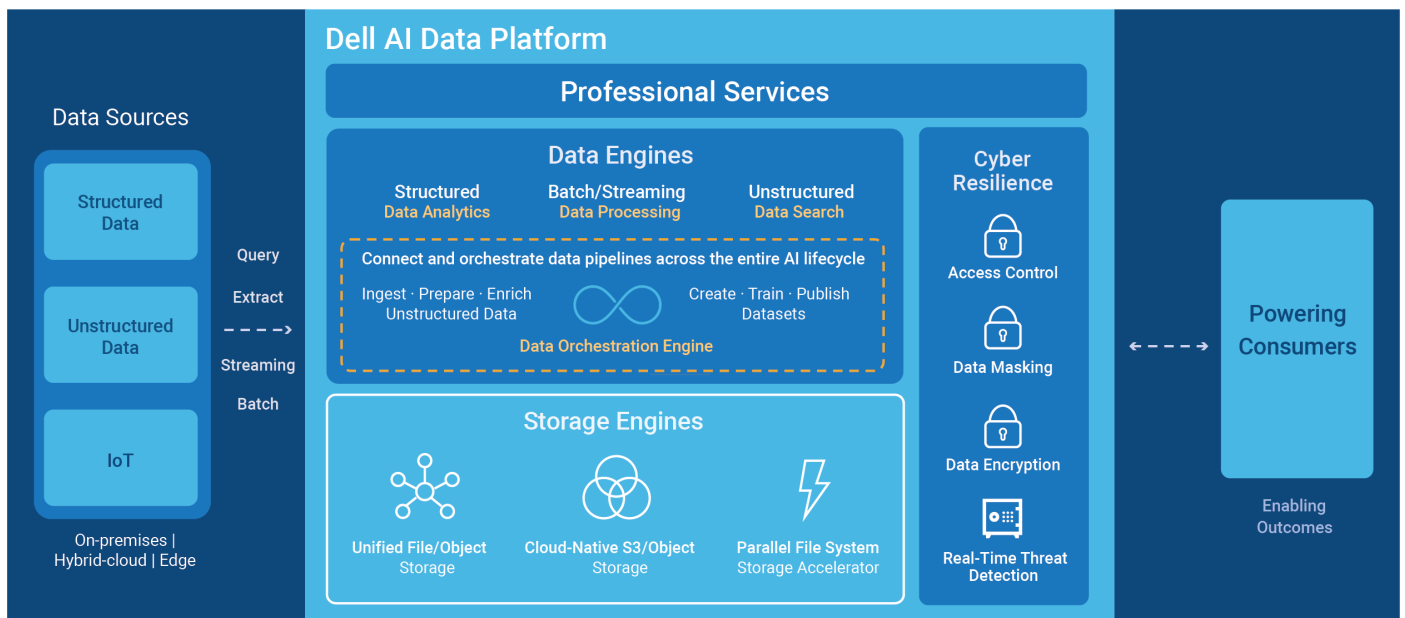 Dell AI Data Platform
Professional Services
Data Sources
Structured
Data
Unstructured
Data
IoT
On-premises |
Hybrid-cloud | Edge
Query
Extract
Streaming
Batch
Data Engines
Structured
Data Analytics
Batch/Streaming
Data Processing
Unstructured
Data Search
Connect and orchestrate data pipelines across the entire AI lifecycle
Ingest · Prepare · Enrich
Unstructured Data
Create · Train · Publish
Datasets
Data Orchestration Engine
Storage Engines
Unified File/Object
Storage
Cloud-Native S3/Object
Storage
Parallel File System
Storage Accelerator
Cyber
Resilience
Access Control
Data Masking
Data Encryption
Real-Time Threat
Detection
Powering
Consumers
Enabling
Outcomes